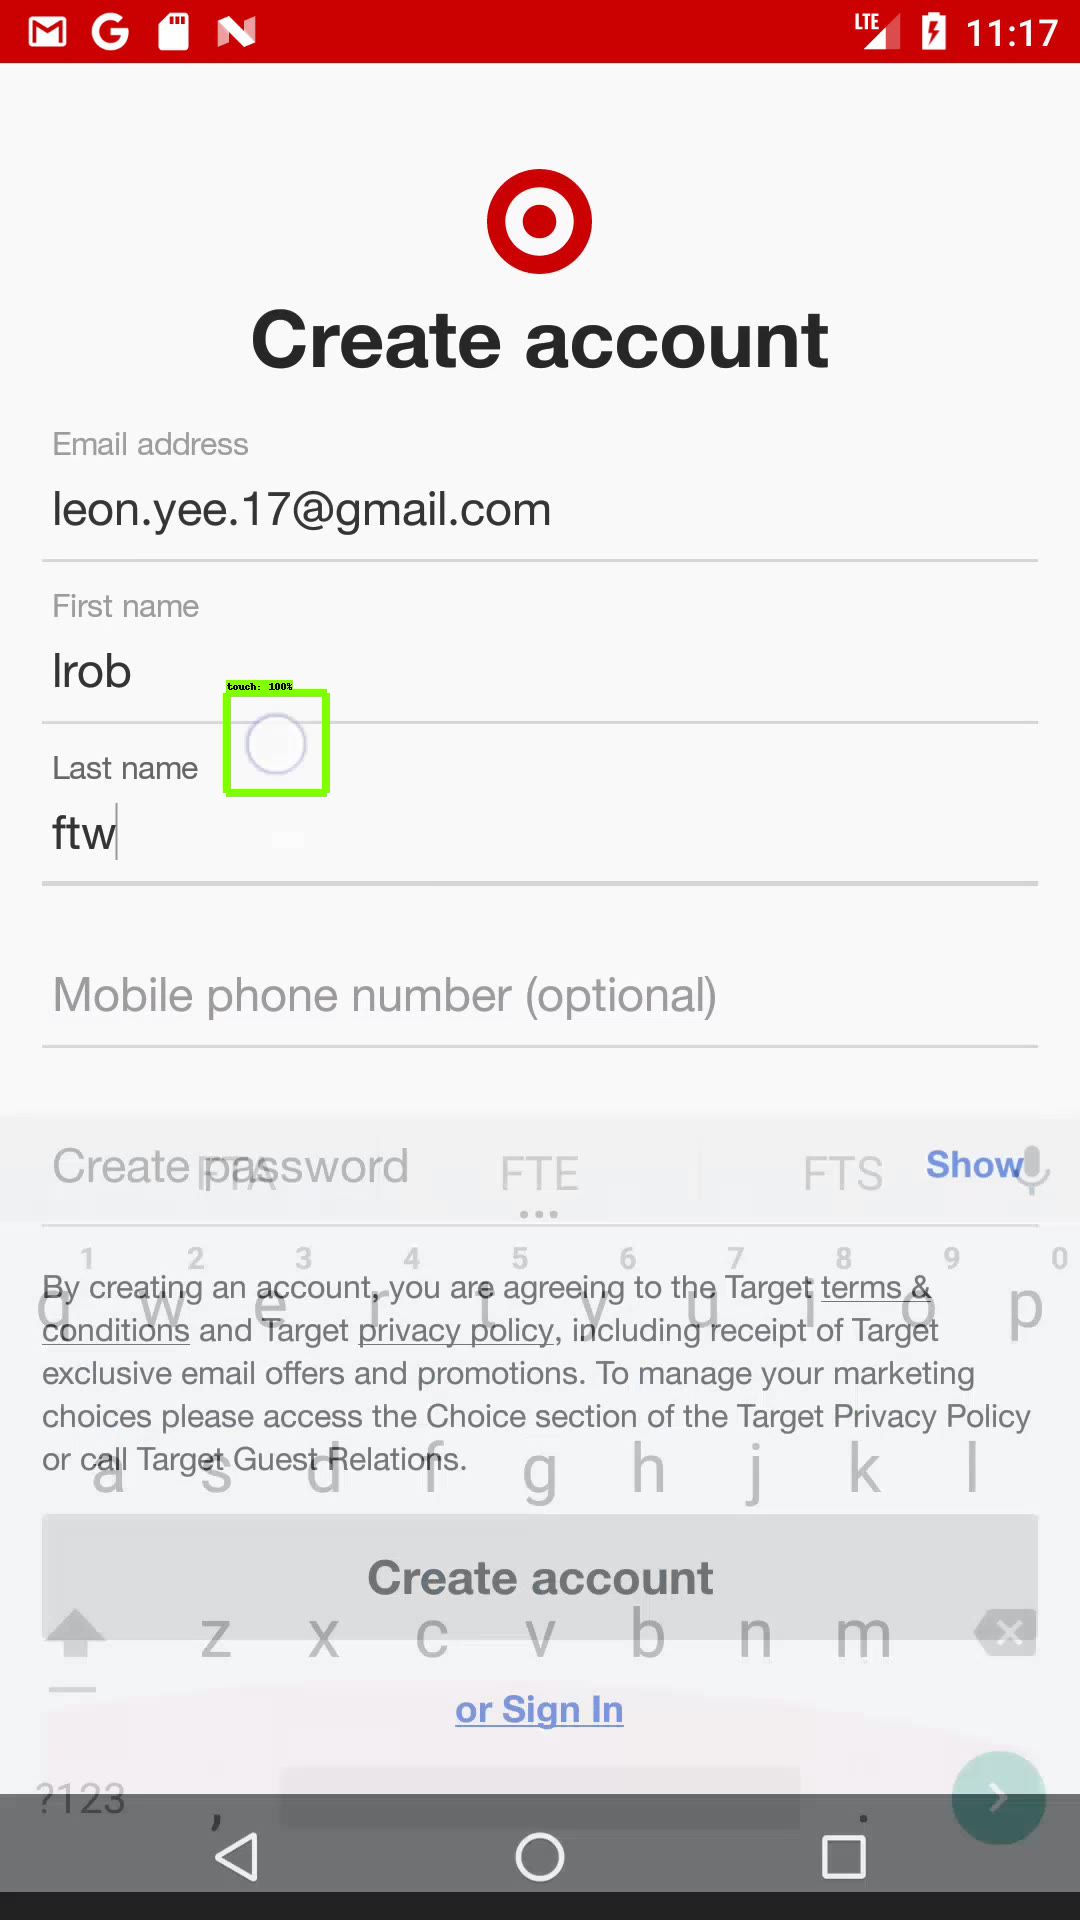 LTE 11:17
Create account
Email address
leon.yee.17@gmail.com
First name
lrob
touch: 100%
Last name
ftw
Mobile phone number (optional)
Create password Show
FTA FTE FTS
1 2 3 4 5 6 7 8 9 0
By creating an account, you are agreeing to the Target terms &
q w e r t y u i o p
conditions and Target privacy policy, including receipt of Target
exclusive email offers and promotions. To manage your marketing
choices please access the Choice section of the Target Privacy Policy
or call Target Guest Relations.
a s d f g h j k l
Create account
z x c v b n m
or Sign In
?123 , .